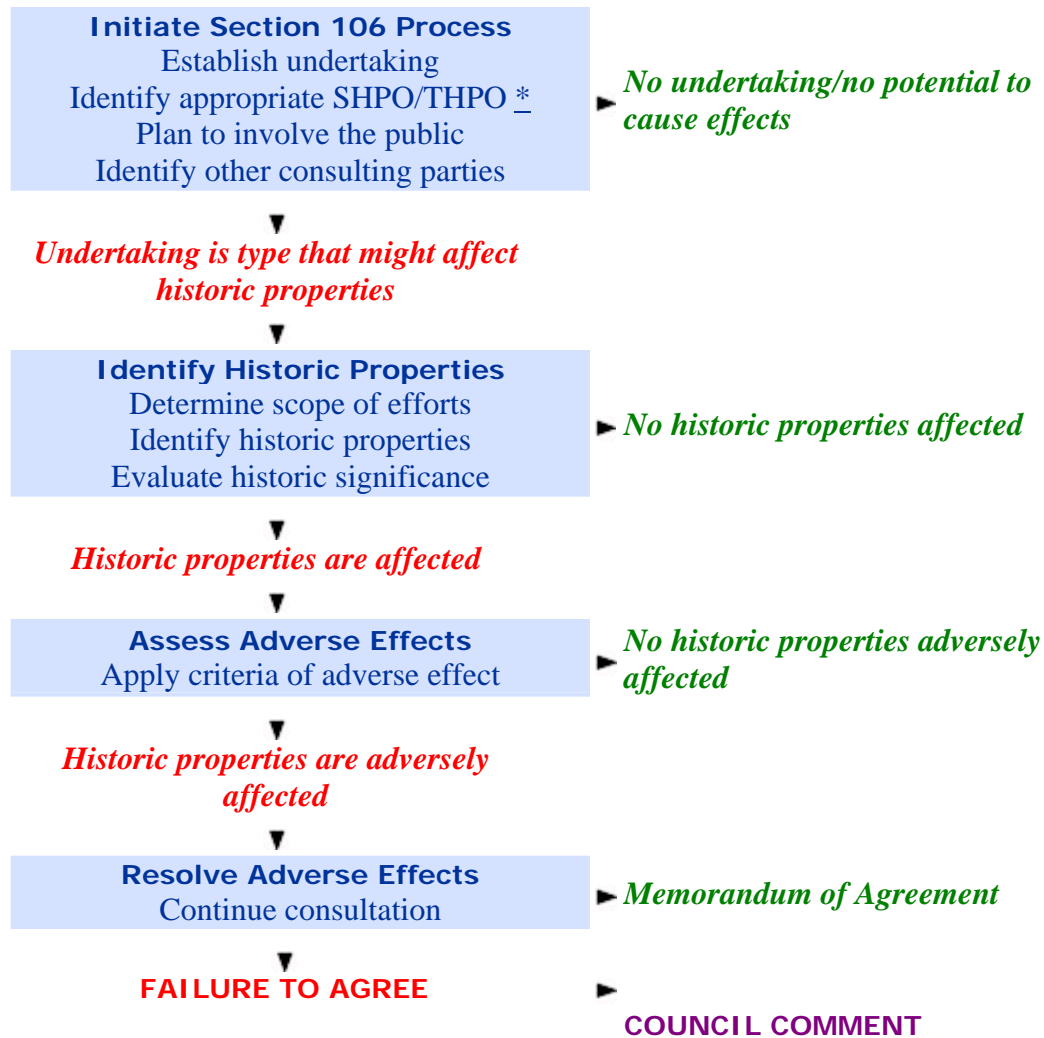 Initiate Section 106 Process
Establish undertaking
Identify appropriate SHPO/THPO *
Plan to involve the public
Identify other consulting parties
No undertaking/no potential to
cause effects
Undertaking is type that might affect
historic properties
Identify Historic Properties
Determine scope of efforts
Identify historic properties
Evaluate historic significance
No historic properties affected
Historic properties are affected
Assess Adverse Effects
Apply criteria of adverse effect
No historic properties adversely
affected
Historic properties are adversely
affected
Resolve Adverse Effects
Continue consultation
Memorandum of Agreement
FAILURE TO AGREE
COUNCIL COMMENT